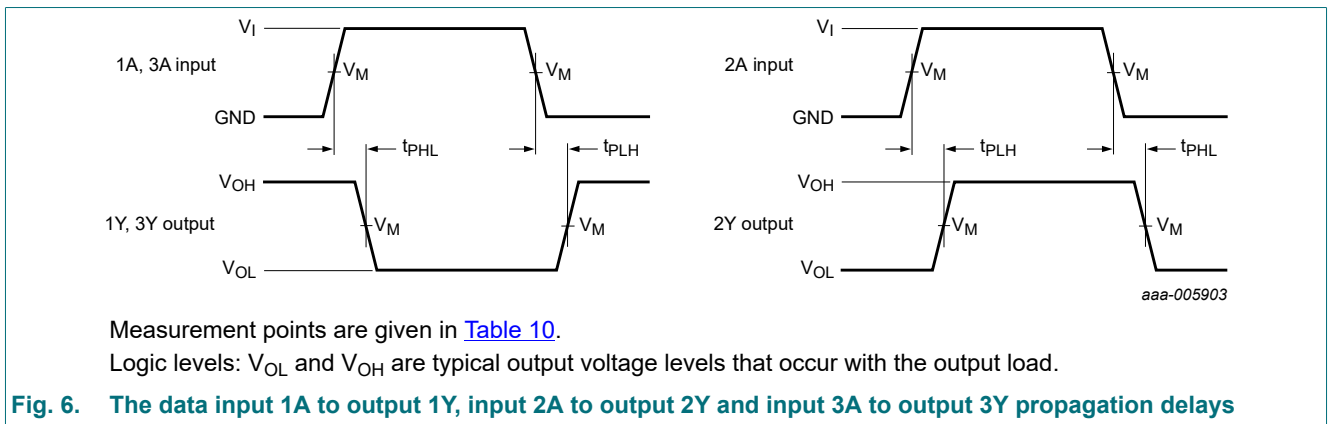 VI
1A, 3A input
VM
VM
GND
tPHL
tPLH
VOH
1Y, 3Y output
VM
VM
VOL
VI
2A input
VM
VM
GND
tPLH
tPHL
VOH
2Y output
VM
VM
VOL
aaa-005903
Measurement points are given in Table 10.
Logic levels: VOL and VOH are typical output voltage levels that occur with the output load.
Fig. 6. The data input 1A to output 1Y, input 2A to output 2Y and input 3A to output 3Y propagation delays